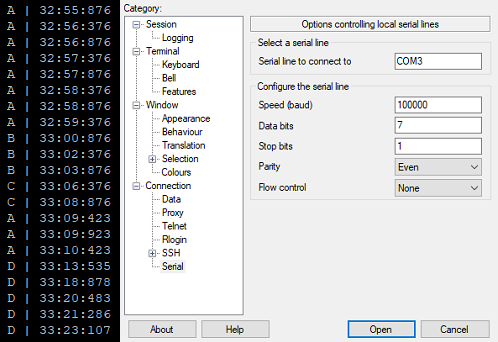 A | 32:55:876
A | 32:56:376
A | 32:56:876
A | 32:57:376
A | 32:57:876
A | 32:58:376
A | 32:58:876
A | 32:59:376
B | 33:00:876
B | 33:02:376
B | 33:03:876
C | 33:06:376
C | 33:08:876
A | 33:09:423
A | 33:09:923
A | 33:10:423
D | 33:13:535
D | 33:18:878
D | 33:20:483
D | 33:21:286
D | 33:23:107
Category:
Session
Logging
Terminal
Keyboard
Bell
Features
Window
Appearance
Behaviour
Translation
Selection
Colours
Connection
Data
Proxy
Telnet
Rlogin
SSH
Serial
Options controlling local serial lines
Select a serial line
Serial line to connect to COM3
Configure the serial line
Speed (baud) 100000
Data bits 7
Stop bits 1
Parity Even
Flow control None
About Help Open Cancel